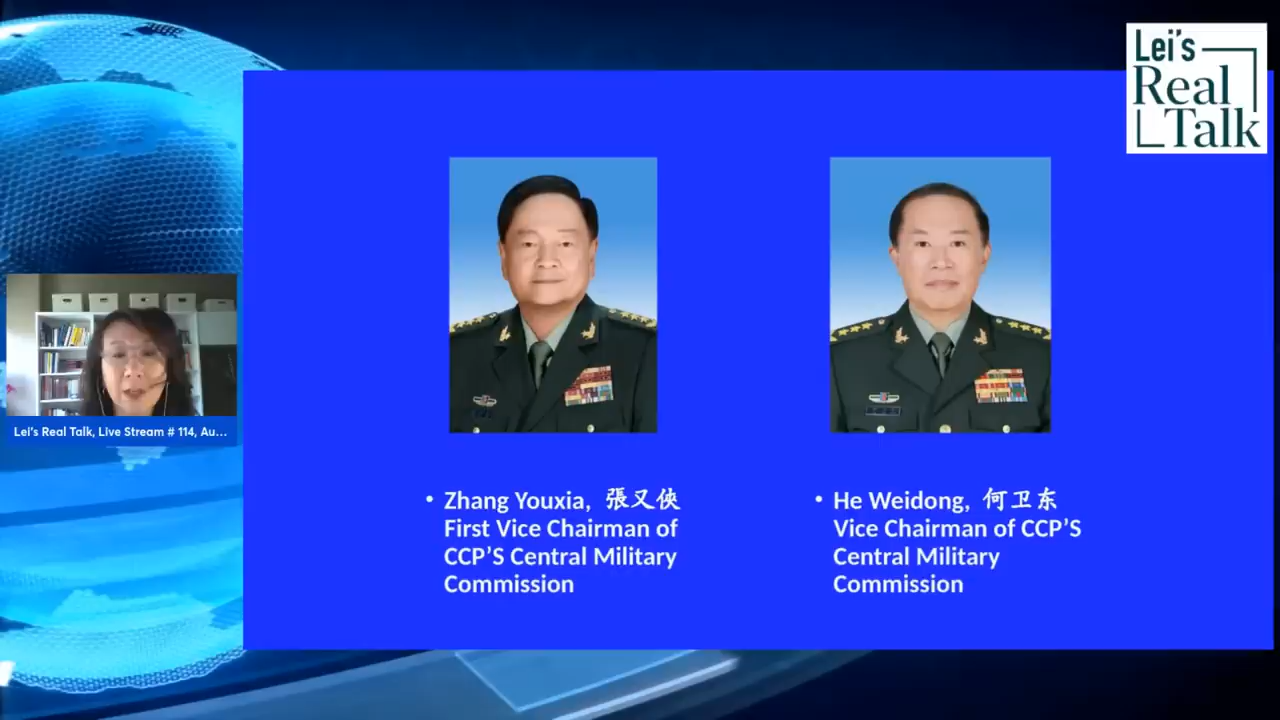 Lei's
Real
Talk
Lei's Real Talk, Live Stream # 114, Au...
• Zhang Youxia, 張又俠
First Vice Chairman of
CCP'S Central Military
Commission
• He Weidong, 何卫东
Vice Chairman of CCP'S
Central Military
Commission